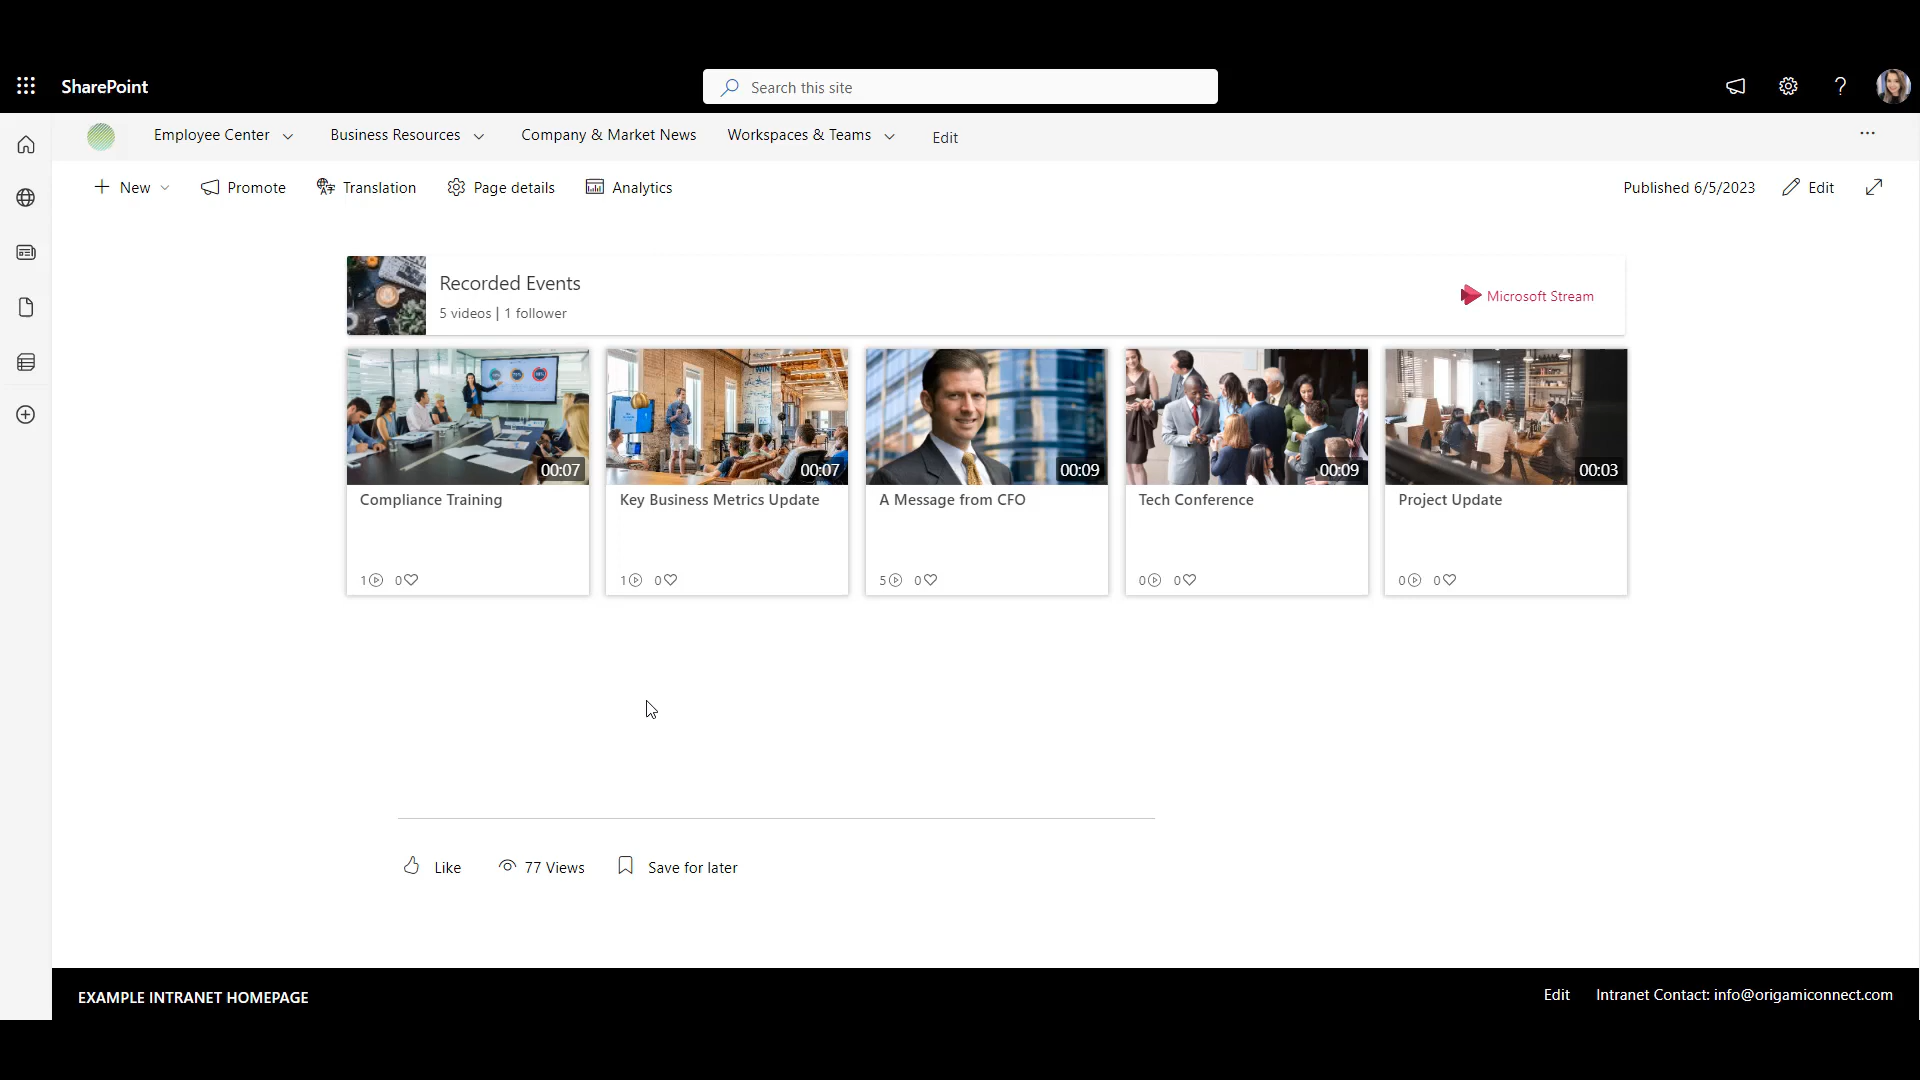 SharePoint
Search this site
Employee Center
Business Resources
Company & Market News
Workspaces & Teams
Edit
New
Promote
Translation
Page details
Analytics
Published 6/5/2023
Edit
Recorded Events
5 videos | 1 follower
Microsoft Stream
00:07
00:07
00:09
00:09
00:03
Compliance Training
Key Business Metrics Update
A Message from CFO
Tech Conference
Project Update
1 0
1 0
5 0
0 0
0 0
Like
77 Views
Save for later
EXAMPLE INTRANET HOMEPAGE
Edit
Intranet Contact: info@origamiconnect.com